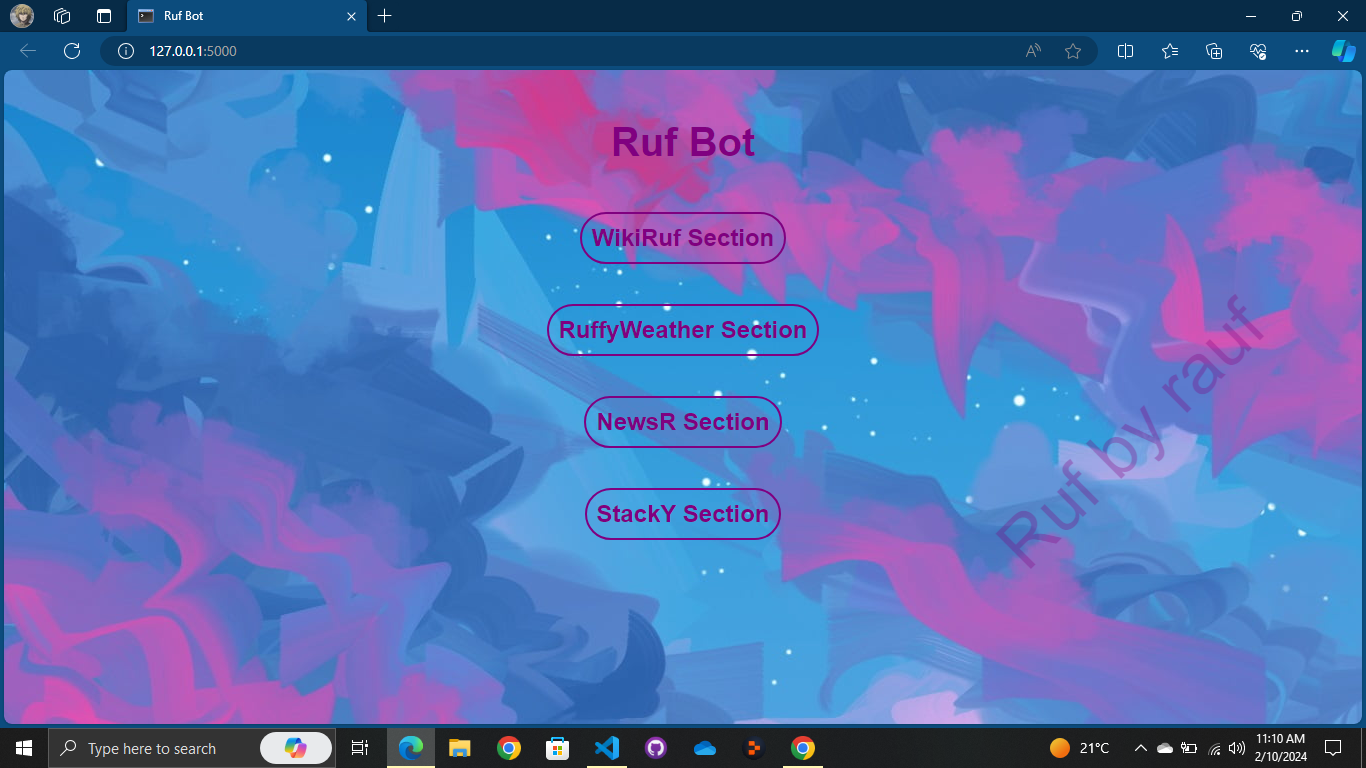 Ruf Bot
127.0.0.1:5000
Ruf Bot
WikiRuf Section
RuffyWeather Section
NewsR Section
StackY Section
Ruf by rauf
Type here to search
21°C
11:10 AM
2/10/2024